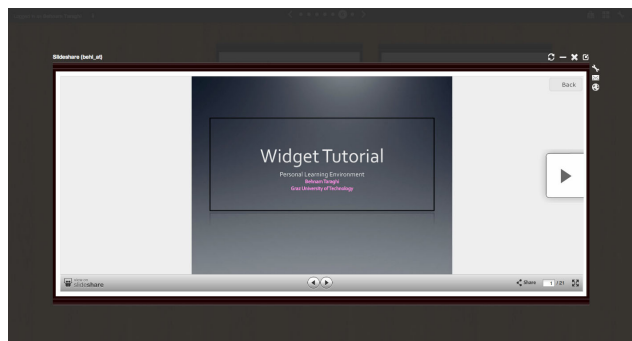 Slideshare (behi_at)
Back
Widget Tutorial
Personal Learning Environment
Behnam Taraghi
Graz University of Technology
slideshare
Share 1 / 21